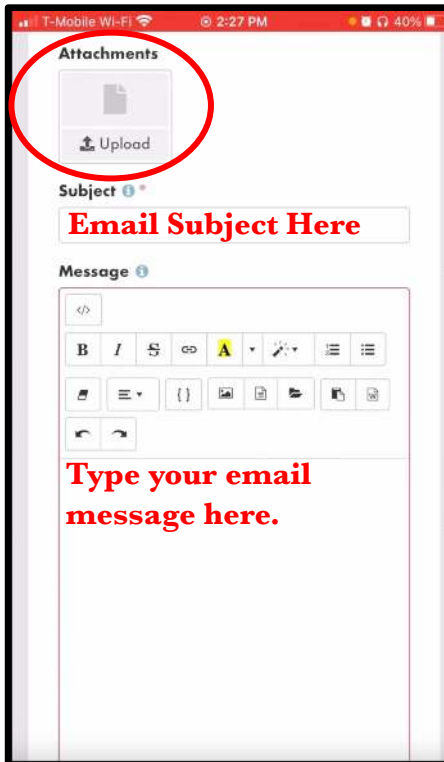 T-Mobile Wi-Fi 2:27 PM 40%
Attachments
Upload
Subject *
Email Subject Here
Message
</>
B I S A
{ } W
Type your email
message here.